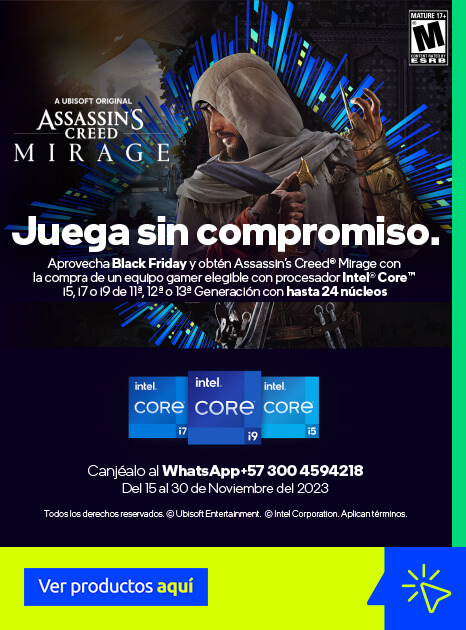 MATURE 17+
M
CONTENT RATED BY
ESRB
A UBISOFT ORIGINAL
ASSASSIN'S
CREED
MIRAGE
Juega sin compromiso.
Aprovecha Black Friday y obtén Assassin's Creed® Mirage con
la compra de un equipo gamer elegible con procesador Intel® Core™
i5, i7 o i9 de 11ª, 12ª o 13ª Generación con hasta 24 núcleos
intel.
CORE
i7
intel.
CORE
i9
intel.
CORE
i5
Canjéalo al WhatsApp+57 300 4594218
Del 15 al 30 de Noviembre del 2023
Todos los derechos reservados. © Ubisoft Entertainment. © Intel Corporation. Aplican términos.
Ver productos aquí